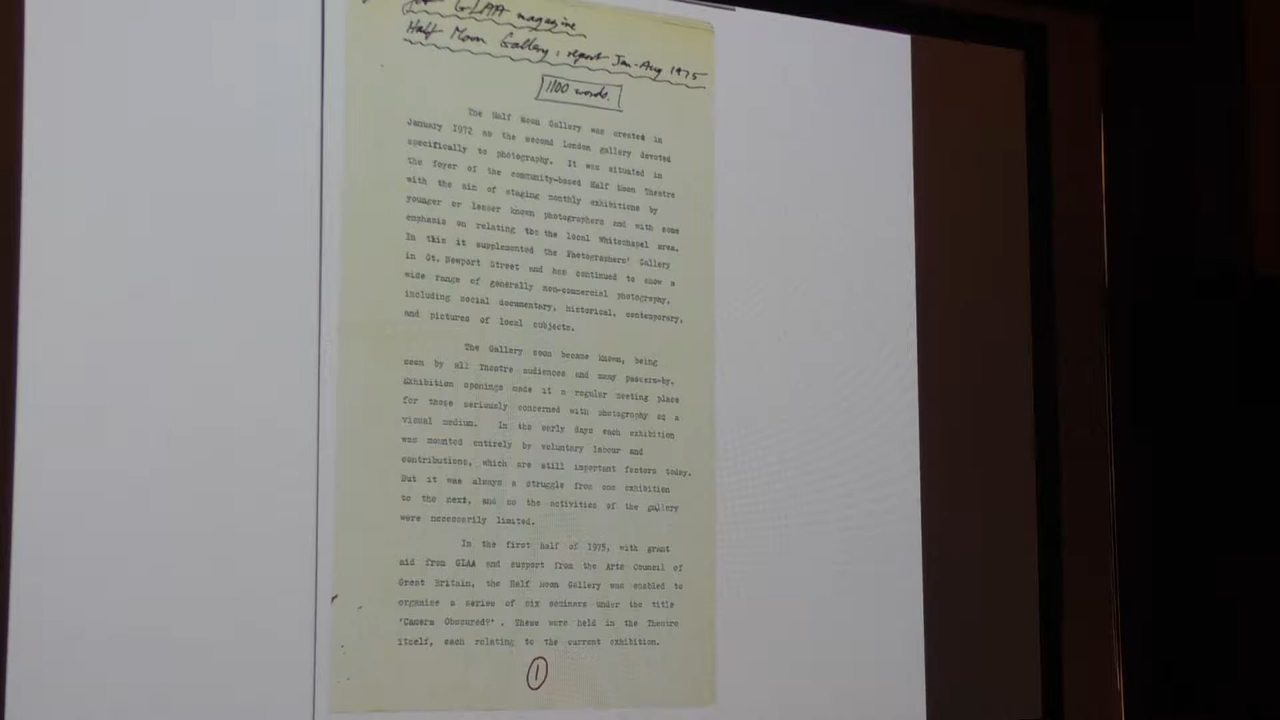 for GLAA magazine
Half Moon Gallery, report Jan-Aug 1975
1100 words.
The Half Moon Gallery was created in
January 1972 as the second London gallery devoted
specifically to photography. It was situated in
the foyer of the community-based Half Moon Theatre
with the aim of staging monthly exhibitions by
younger or lesser known photographers and with some
emphasis on relating to the local Whitechapel area.
In this it supplemented the Photographers' Gallery
in Gt. Newport Street and has continued to show a
wide range of generally non-commercial photography,
including social documentary, historical, contemporary,
and pictures of local subjects.
The Gallery soon became known, being
seen by all Theatre audiences and many passers-by.
Exhibition openings made it a regular meeting place
for those seriously concerned with photography as a
visual medium. In the early days each exhibition
was mounted entirely by voluntary labour and
contributions, which are still important factors today.
But it was always a struggle from one exhibition
to the next, and so the activities of the gallery
were necessarily limited.
In the first half of 1975, with grant
aid from GLAA and support from the Arts Council of
Great Britain, the Half Moon Gallery was enabled to
organise a series of six seminars under the title
'Camera Obscured?'. These were held in the Theatre
itself, each relating to the current exhibition.
1